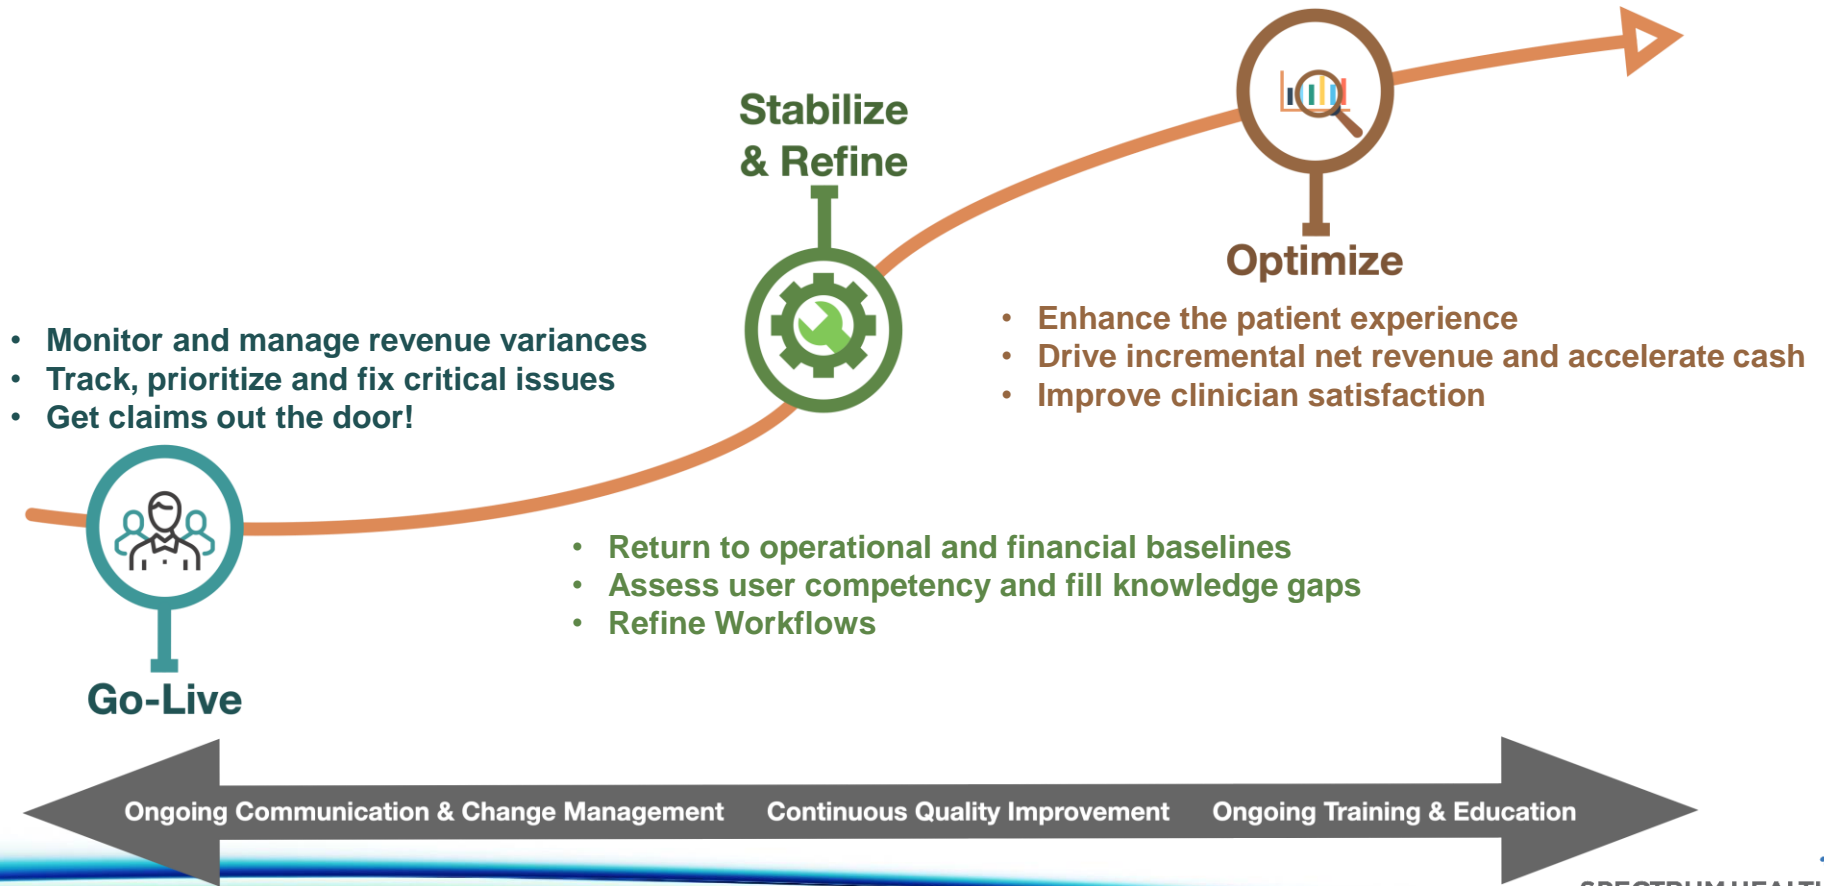 Stabilize
& Refine
Optimize
• Monitor and manage revenue variances
• Track, prioritize and fix critical issues
• Get claims out the door!
• Enhance the patient experience
• Drive incremental net revenue and accelerate cash
• Improve clinician satisfaction
• Return to operational and financial baselines
• Assess user competency and fill knowledge gaps
• Refine Workflows
Go-Live
Ongoing Communication & Change Management Continuous Quality Improvement Ongoing Training & Education
SPECTRUM HEALTH